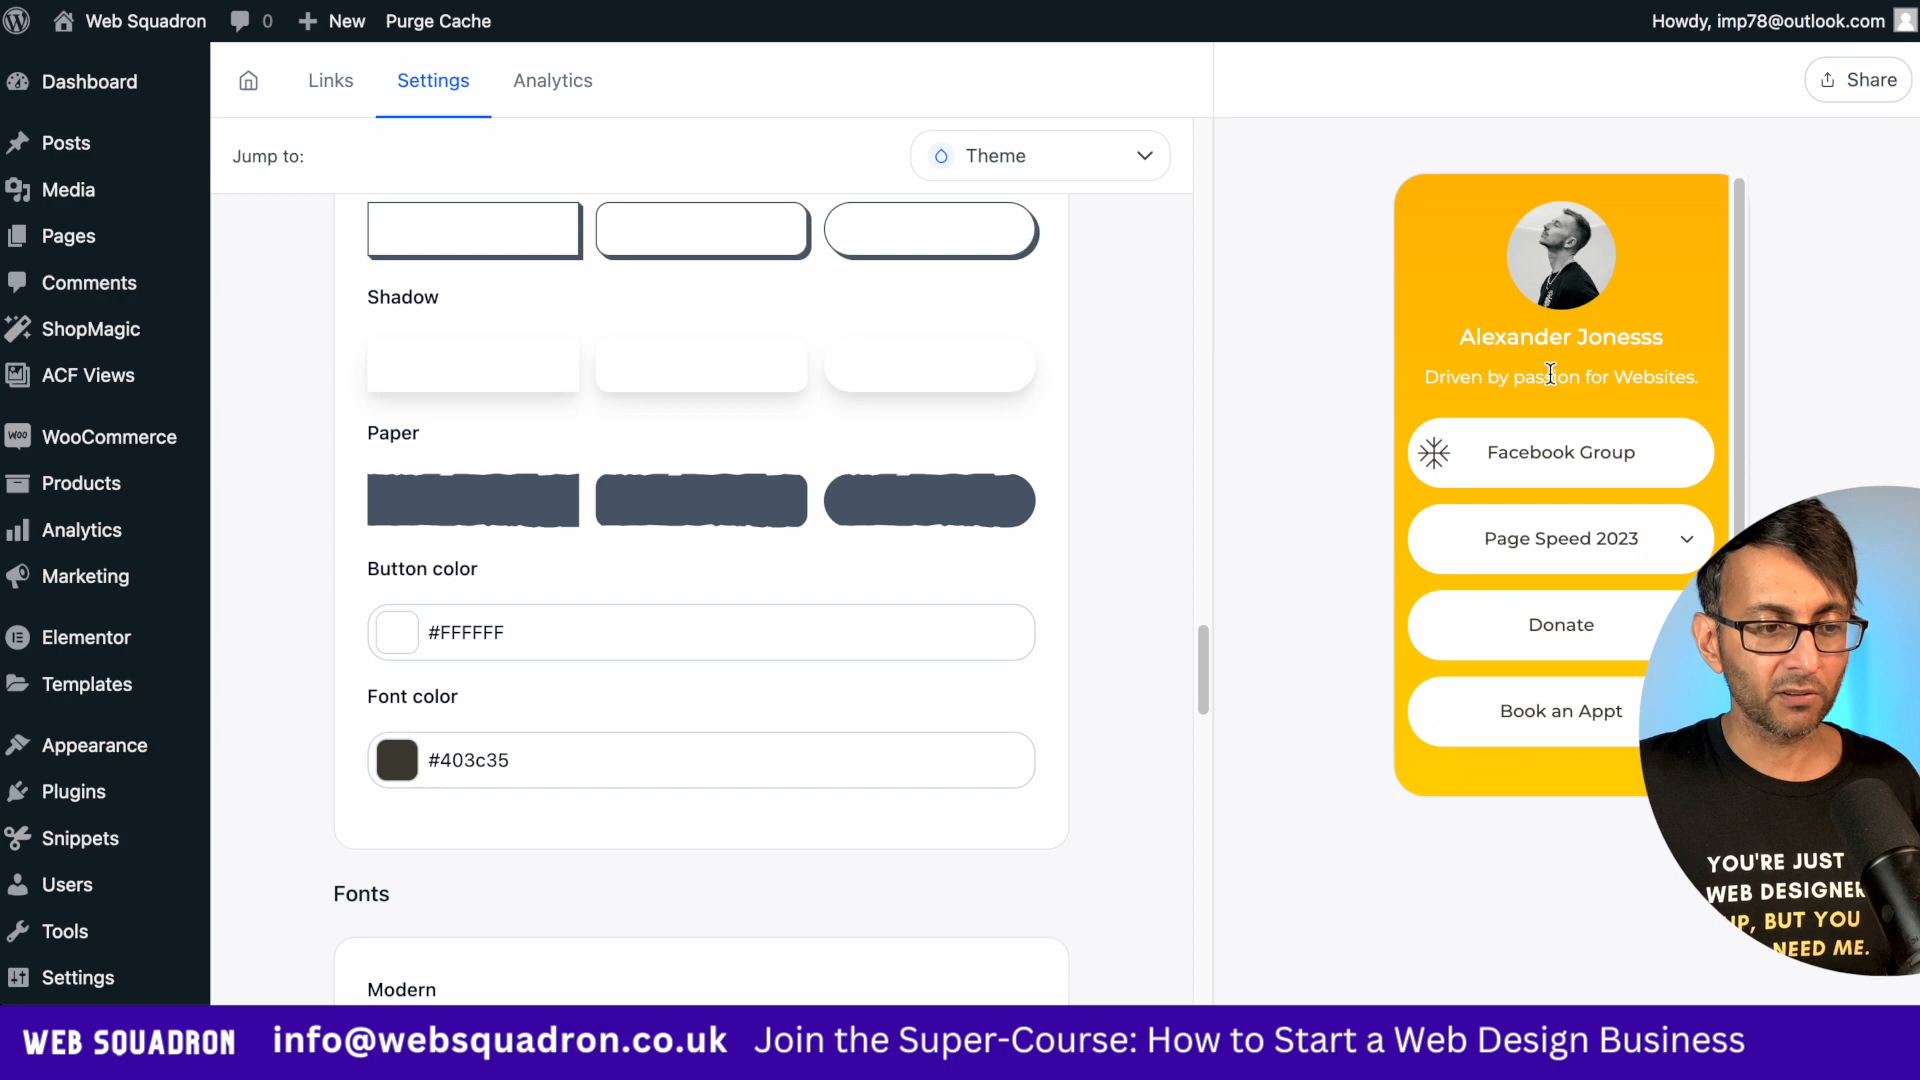 Web Squadron
0
New
Purge Cache
Howdy, imp78@outlook.com
Dashboard
Posts
Media
Pages
Comments
ShopMagic
ACF Views
WOO
WooCommerce
Products
Analytics
Marketing
Elementor
Templates
Appearance
Plugins
Snippets
Users
Tools
Settings
Links
Settings
Analytics
Share
Jump to:
Theme
Shadow
Paper
Button color
#FFFFFF
Font color
#403c35
Fonts
Modern
Alexander Jonesss
Driven by passion for Websites.
Facebook Group
Page Speed 2023
Donate
Book an Appt
YOU'RE JUST
WEB DESIGNER
, BUT YOU
NEED ME.
WEB SQUADRON
info@websquadron.co.uk
Join the Super-Course: How to Start a Web Design Business